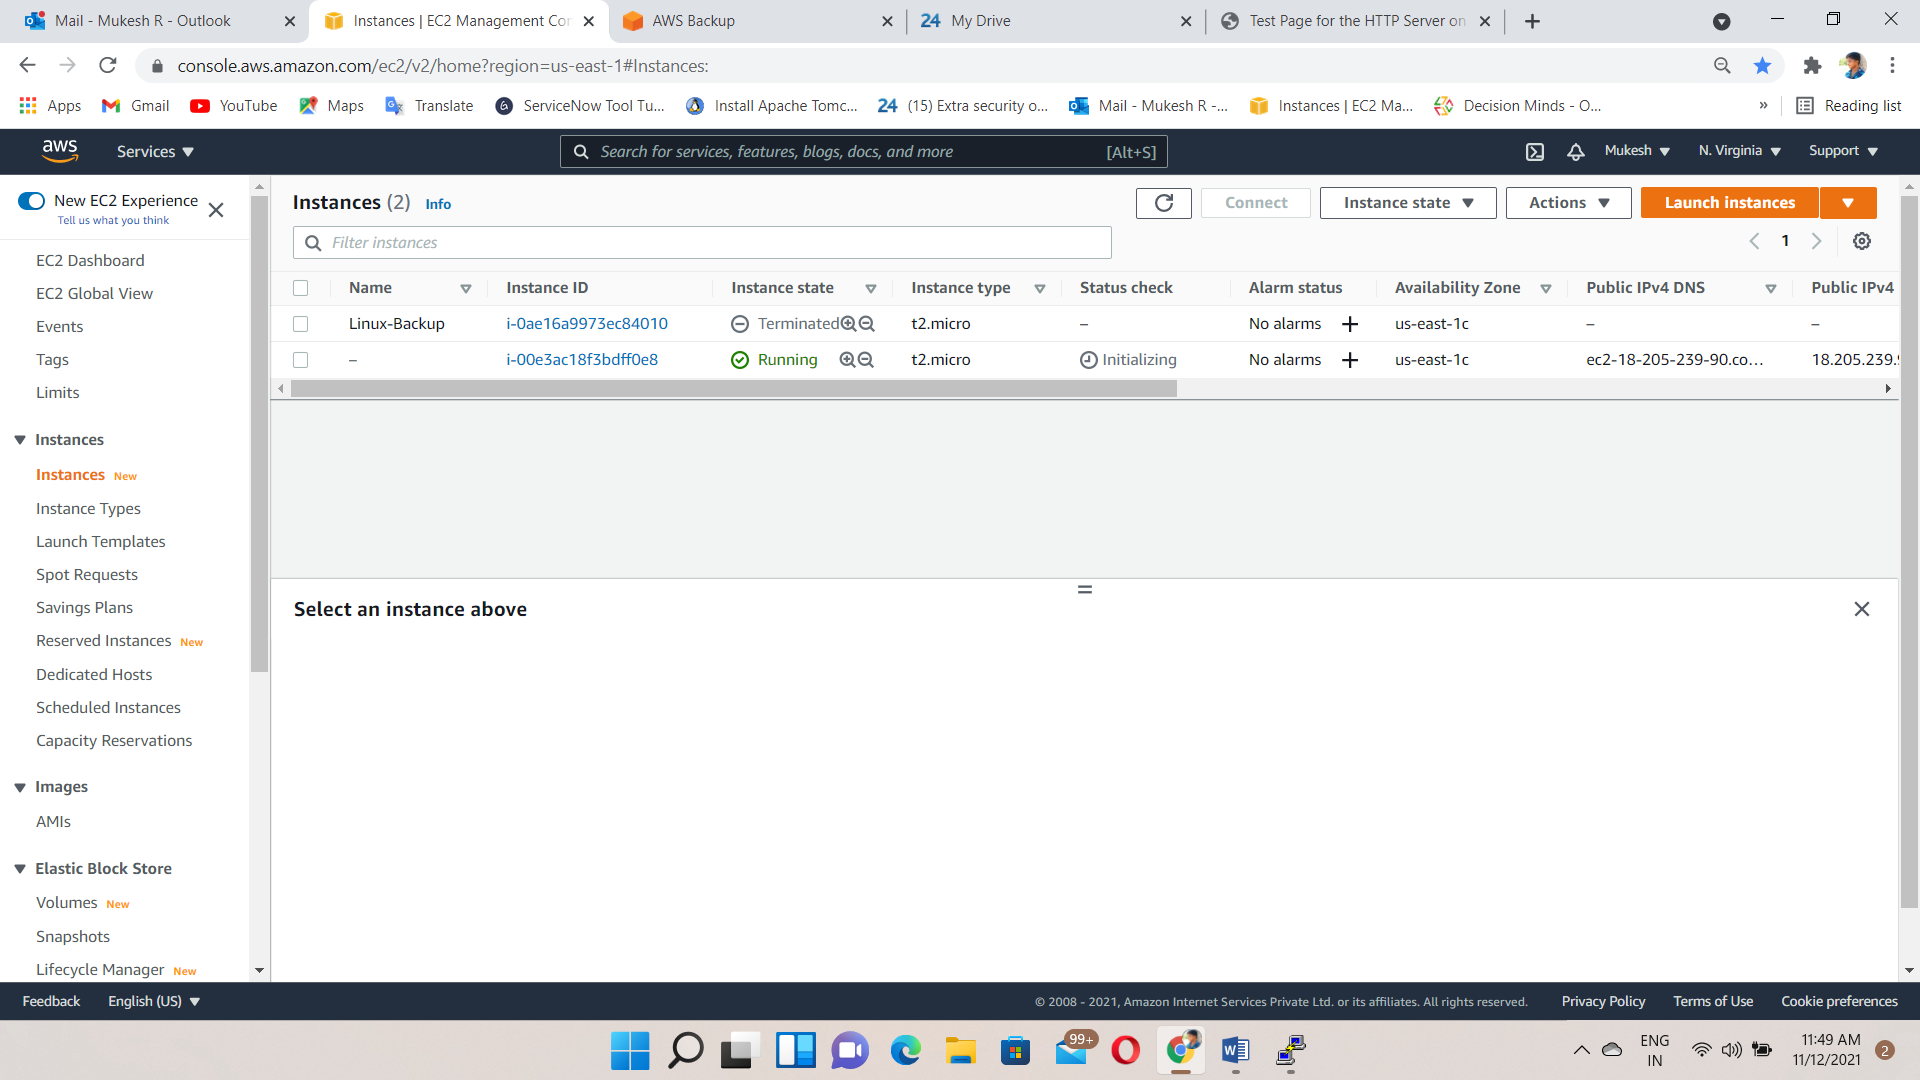 Mail - Mukesh R - Outlook
Instances | EC2 Management Con
AWS Backup
24 My Drive
Test Page for the HTTP Server on
console.aws.amazon.com/ec2/v2/home?region=us-east-1#Instances:
Apps Gmail YouTube Maps Translate ServiceNow Tool Tu... Install Apache Tomc... 24 (15) Extra security o... Mail - Mukesh R -... Instances | EC2 Ma... Decision Minds - O... » Reading list
aws Services Search for services, features, blogs, docs, and more [Alt+S] Mukesh N. Virginia Support
New EC2 Experience
Tell us what you think
EC2 Dashboard
EC2 Global View
Events
Tags
Limits
Instances
Instances New
Instance Types
Launch Templates
Spot Requests
Savings Plans
Reserved Instances New
Dedicated Hosts
Scheduled Instances
Capacity Reservations
Images
AMIs
Elastic Block Store
Volumes New
Snapshots
Lifecycle Manager New
Instances (2) Info Connect Instance state Actions Launch instances
Filter instances 1
Name Instance ID Instance state Instance type Status check Alarm status Availability Zone Public IPv4 DNS Public IPv4
Linux-Backup i-0ae16a9973ec84010 Terminated t2.micro – No alarms + us-east-1c – –
– i-00e3ac18f3bdff0e8 Running t2.micro Initializing No alarms + us-east-1c ec2-18-205-239-90.co... 18.205.239.9
Select an instance above
Feedback English (US) © 2008 - 2021, Amazon Internet Services Private Ltd. or its affiliates. All rights reserved. Privacy Policy Terms of Use Cookie preferences
99+
ENG
IN
11:49 AM
11/12/2021
2